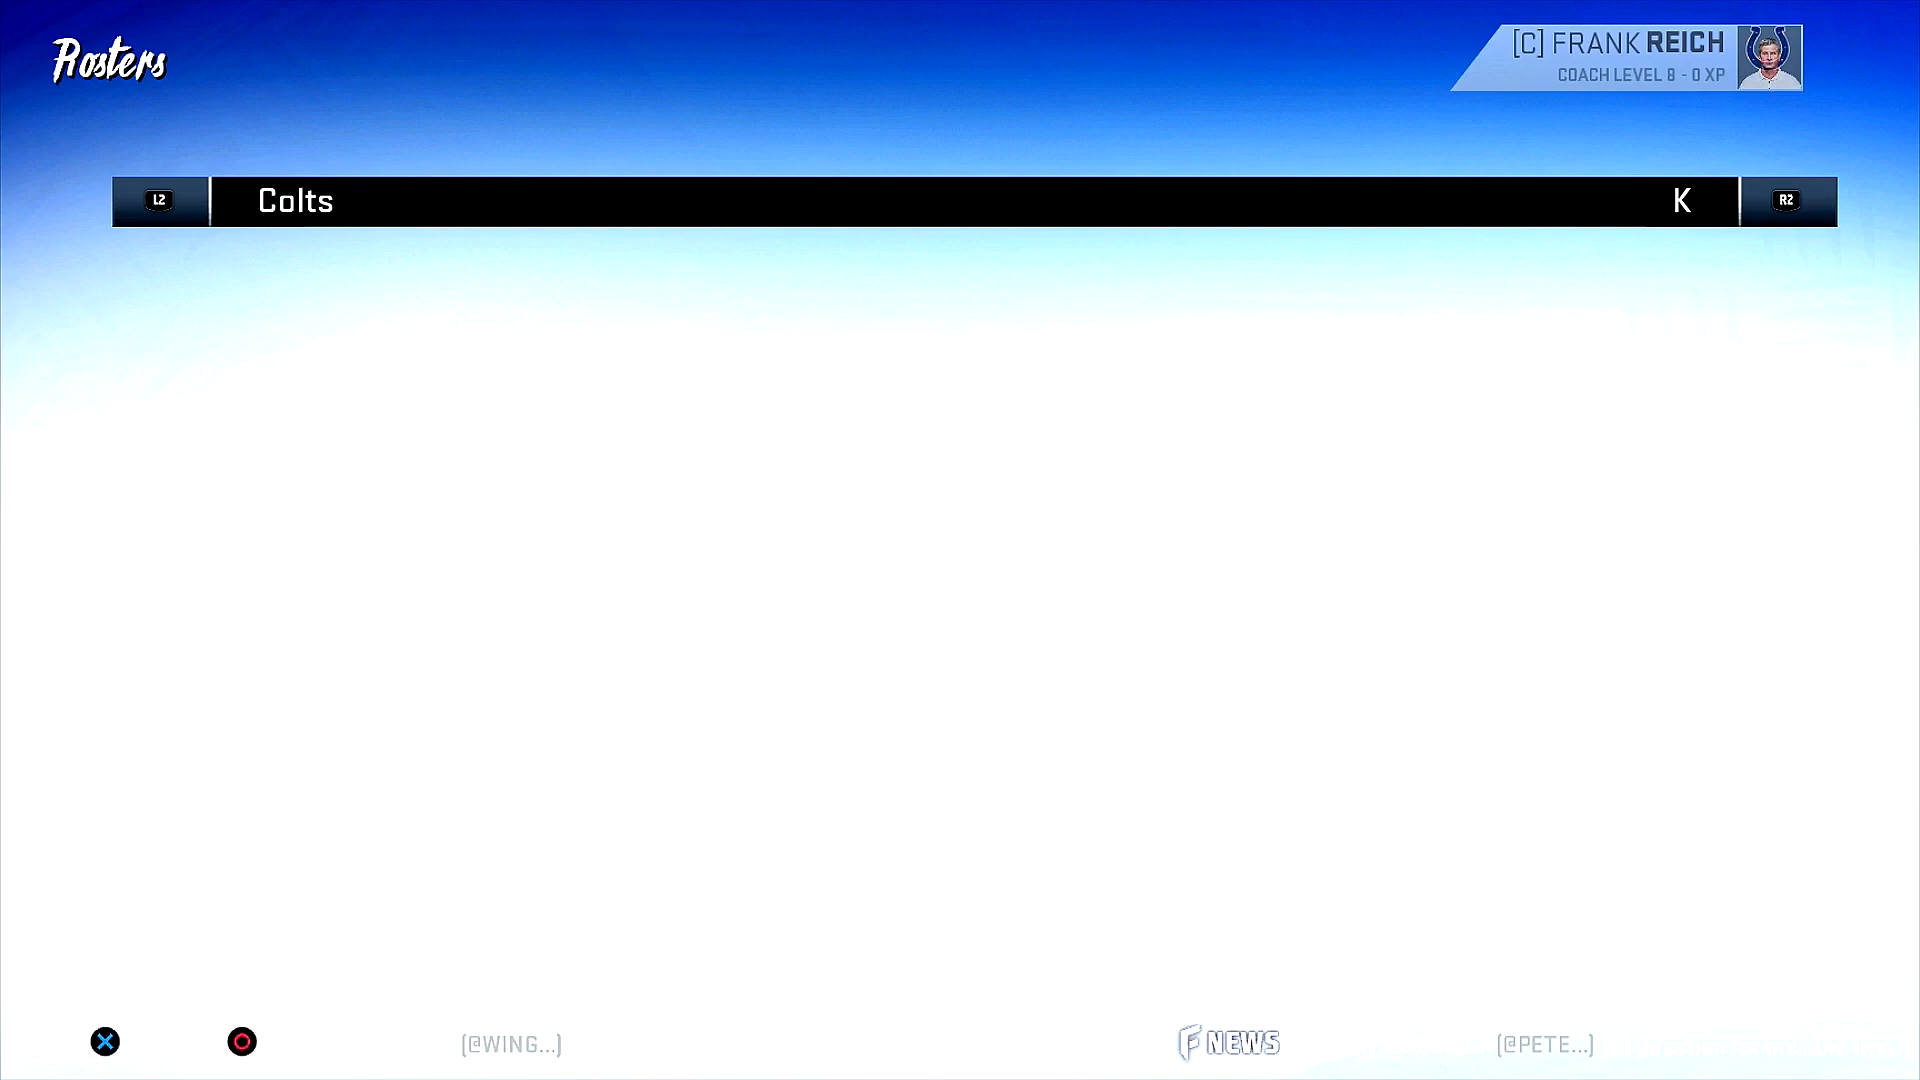 Rosters
[C] FRANK REICH
COACH LEVEL 8 - 0 XP
L2 Colts K R2
[@WING...] F NEWS [@PETE...]